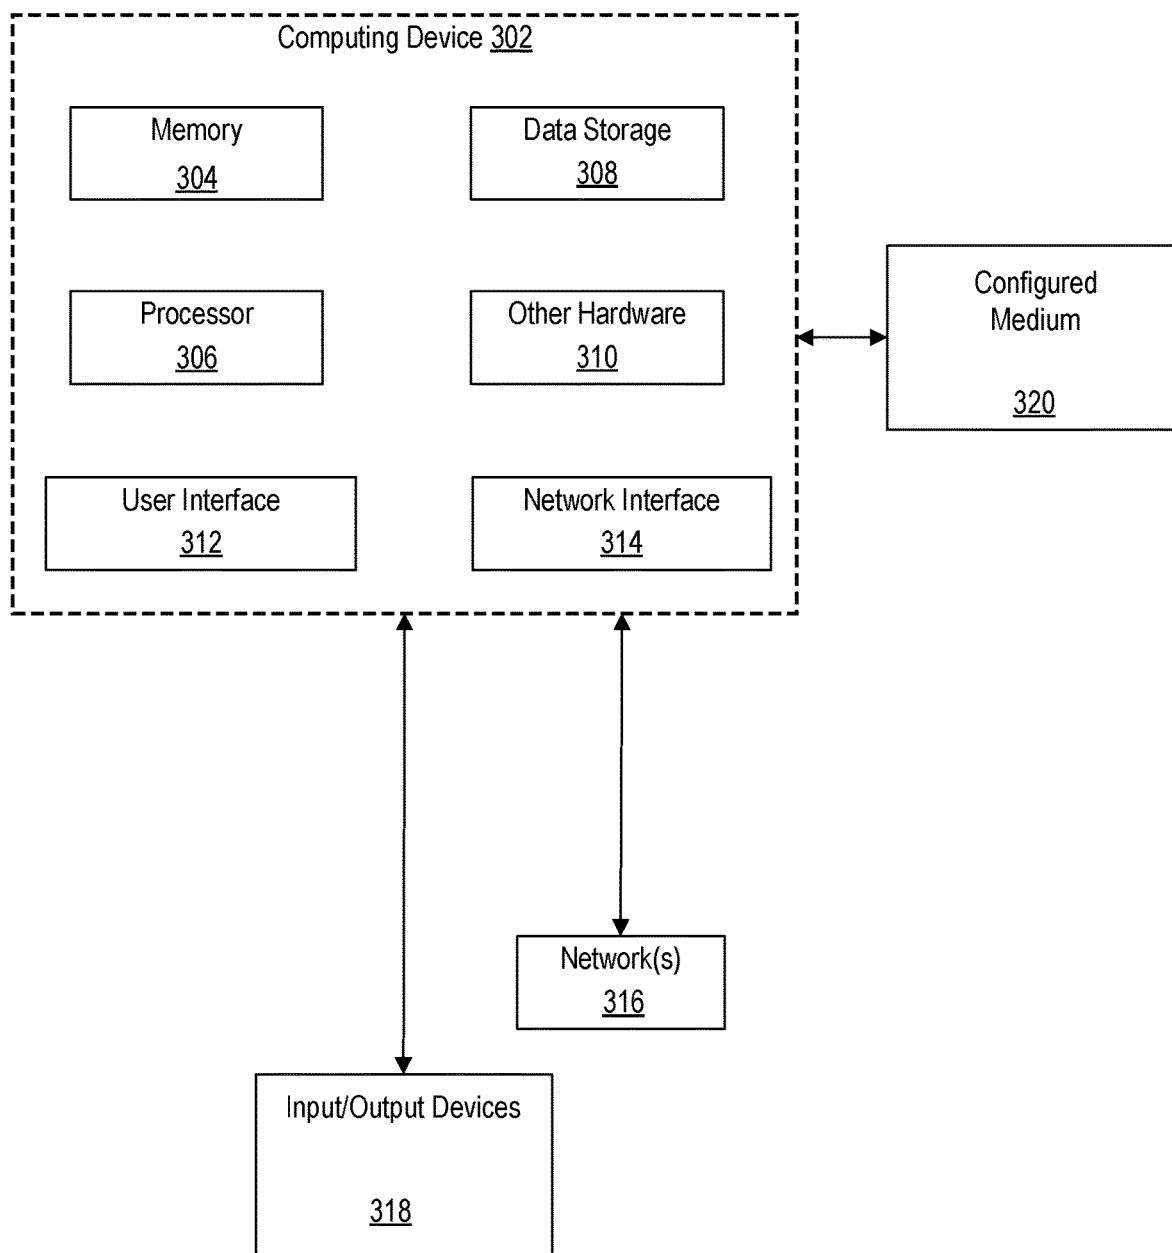 Computing Device 302
Memory
304
Data Storage
308
Processor
306
Other Hardware
310
Configured
Medium
320
User Interface
312
Network Interface
314
Network(s)
316
Input/Output Devices
318